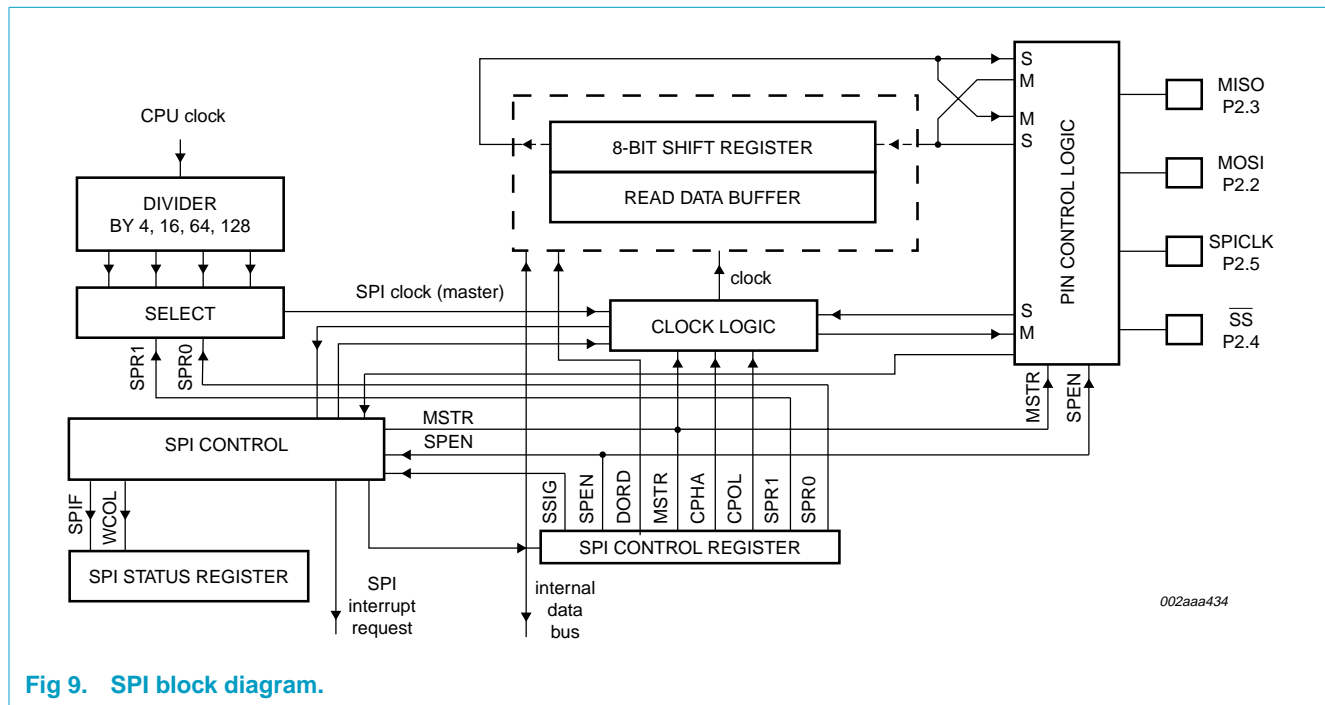 CPU clock
DIVIDER
BY 4, 16, 64, 128
SELECT
SPR1
SPR0
SPI clock (master)
8-BIT SHIFT REGISTER
READ DATA BUFFER
clock
CLOCK LOGIC
S
M
M
S
S
M
PIN CONTROL LOGIC
MISO
P2.3
MOSI
P2.2
SPICLK
P2.5
SS
P2.4
MSTR
SPEN
SPI CONTROL
MSTR
SPEN
SPIF
WCOL
SPI STATUS REGISTER
SPI
interrupt
request
internal
data
bus
SSIG
SPEN
DORD
MSTR
CPHA
CPOL
SPR1
SPR0
SPI CONTROL REGISTER
002aaa434
Fig 9. SPI block diagram.